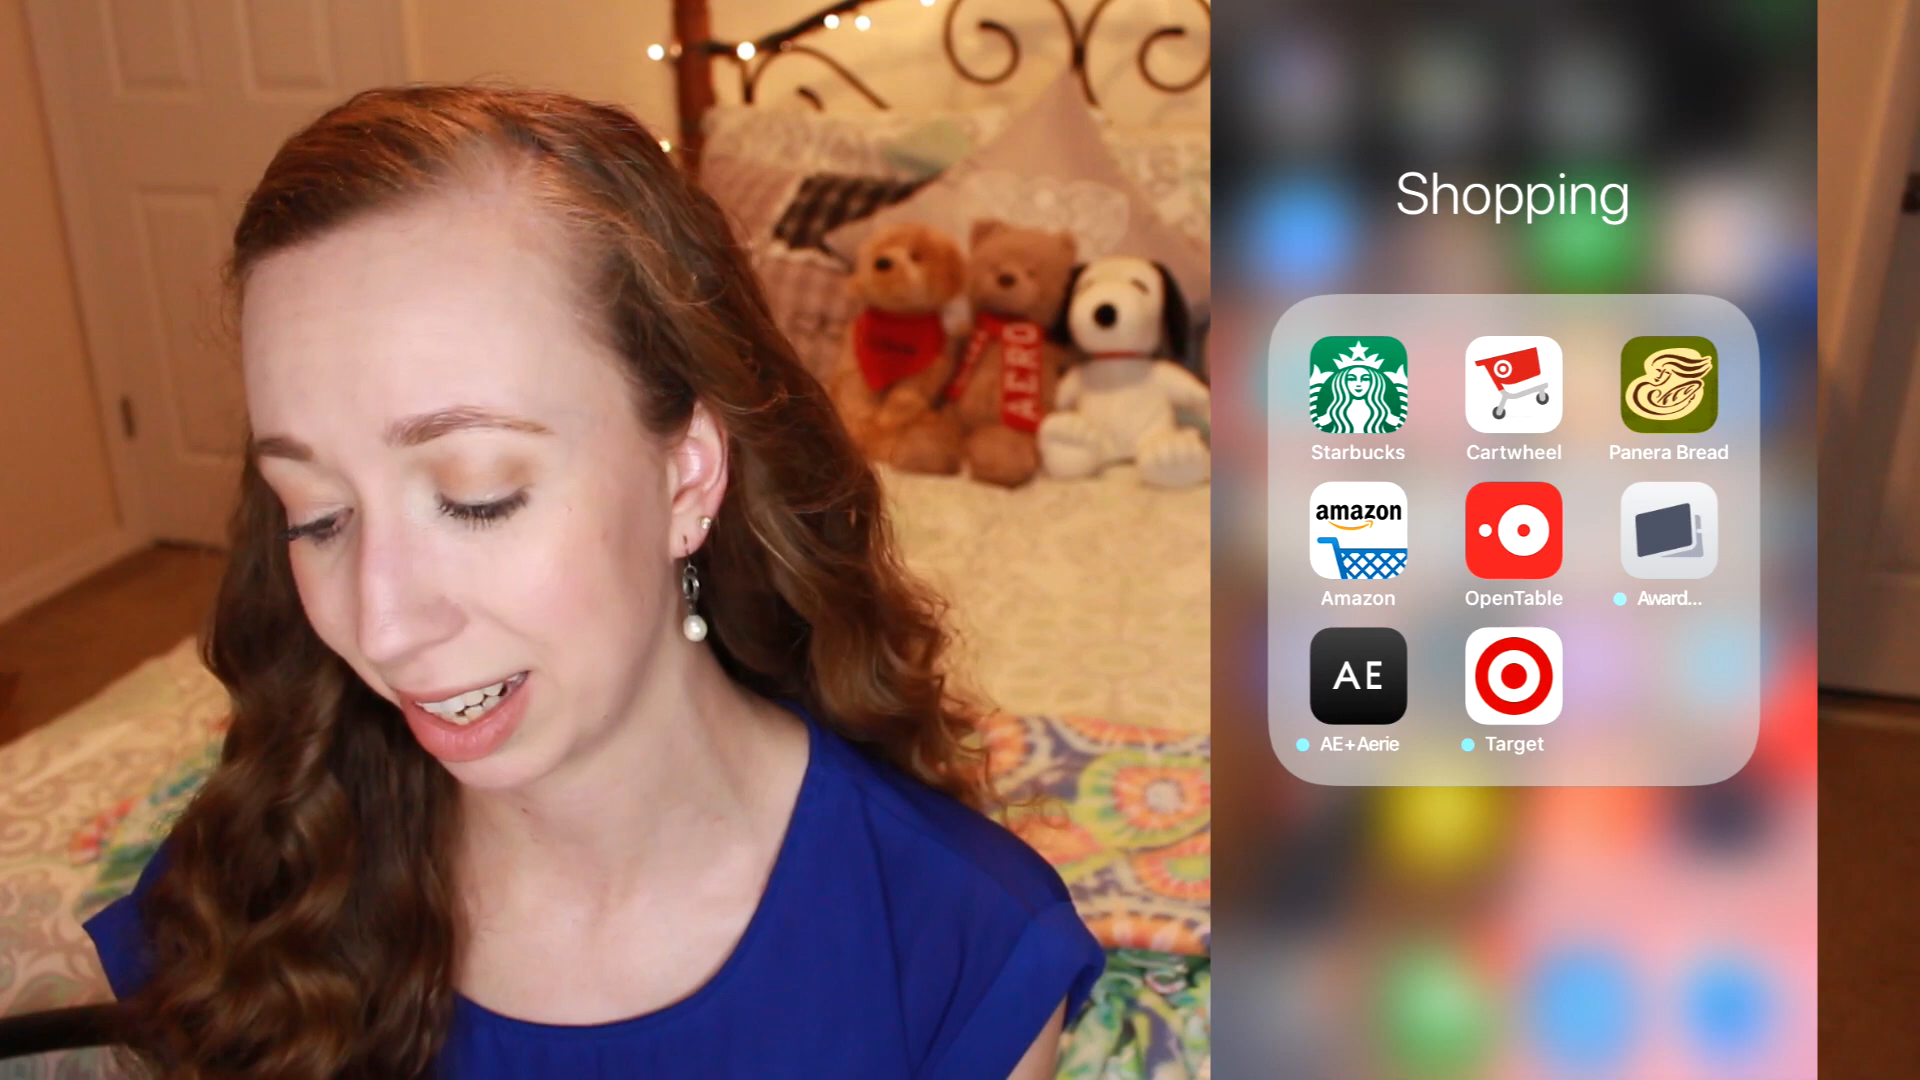 Shopping
Starbucks
Cartwheel
Panera Bread
amazon
Amazon
OpenTable
Award...
AE
AE+Aerie
Target
AERO